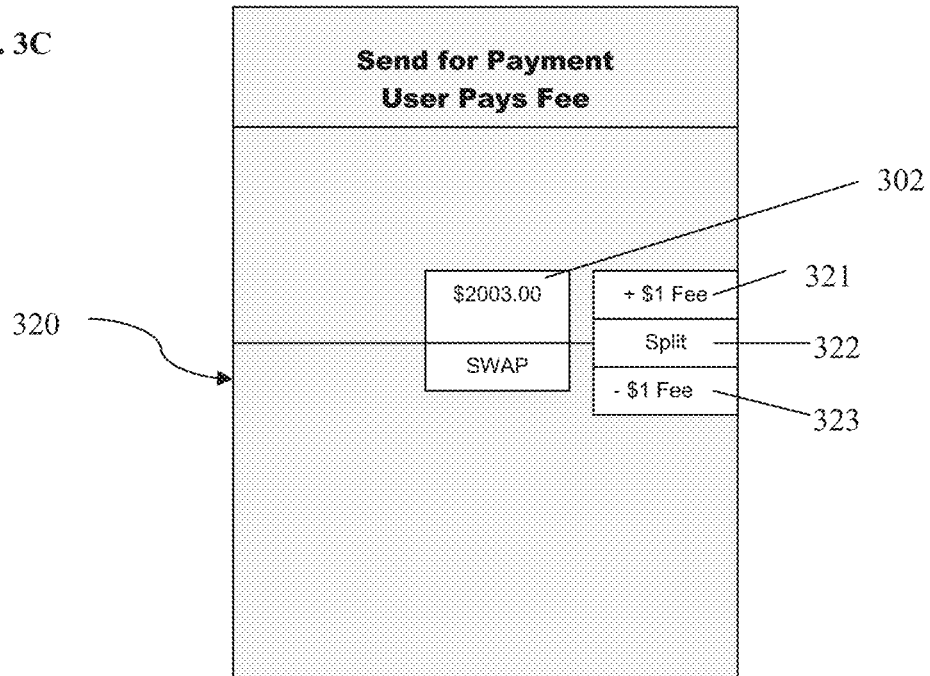 . 3C
Send for Payment
User Pays Fee
302
$2003.00
+ $1 Fee
321
320
Split
322
SWAP
- $1 Fee
323